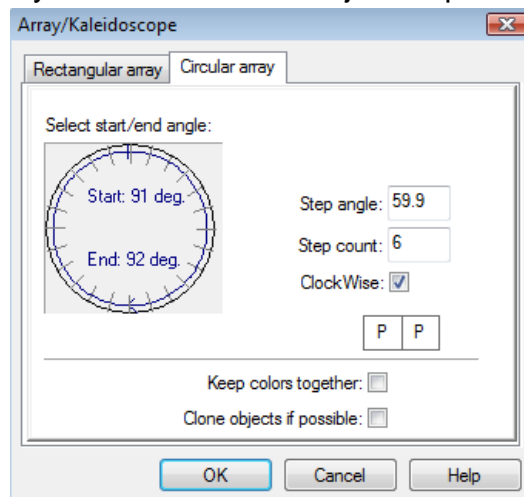 Array/Kaleidoscope
Rectangular array Circular array
Select start/end angle:
Start: 91 deg.
End: 92 deg.
Step angle: 59.9
Step count: 6
ClockWise:
P P
Keep colors together:
Clone objects if possible:
OK Cancel Help